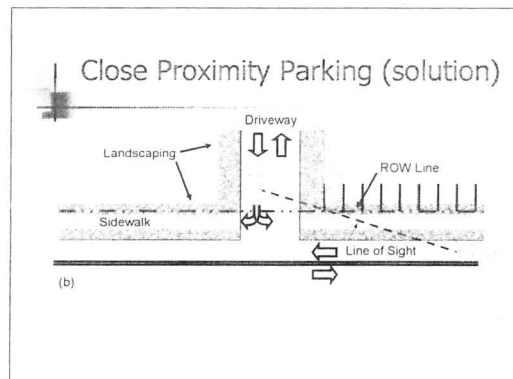 Close Proximity Parking (solution)
Driveway
Landscaping
ROW Line
Sidewalk
Line of Sight
(b)